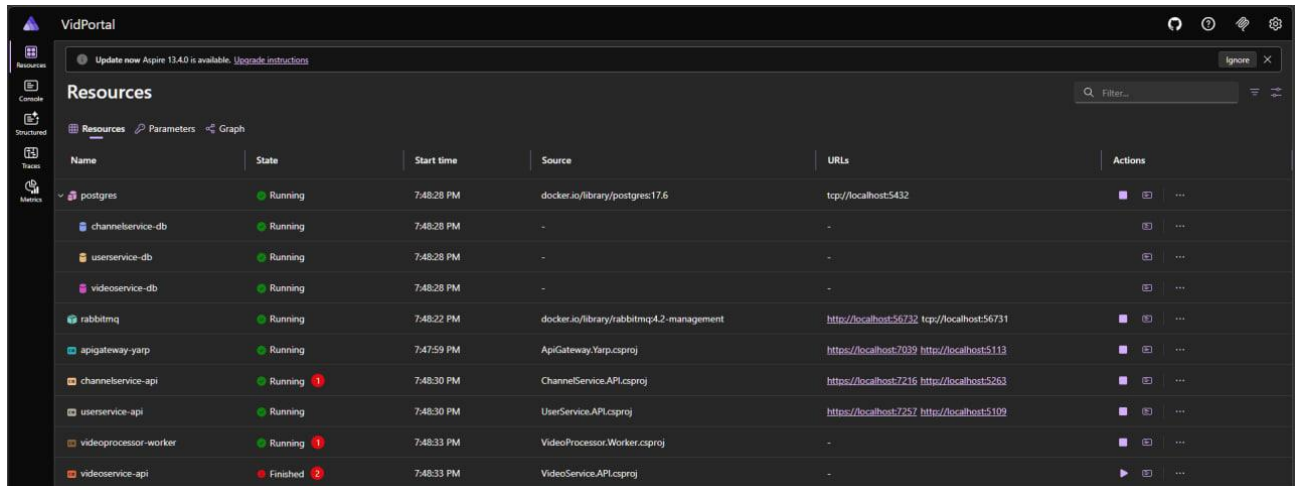 VidPortal
Update now Aspire 13.4.0 is available. Upgrade instructions Ignore
Resources
Console
Structured
Traces
Metrics
Resources Filter...
Resources Parameters Graph
Name State Start time Source URLs Actions
postgres Running 7:48:28 PM docker.io/library/postgres:17.6 tcp://localhost:5432
channelservice-db Running 7:48:28 PM - -
userservice-db Running 7:48:28 PM - -
videoservice-db Running 7:48:28 PM - -
rabbitmq Running 7:48:22 PM docker.io/library/rabbitmq:4.2-management http://localhost:56732 tcp://localhost:56731
apigateway-yarp Running 7:47:59 PM ApiGateway.Yarp.csproj https://localhost:7039 http://localhost:5113
channelservice-api Running 1 7:48:30 PM ChannelService.API.csproj https://localhost:7216 http://localhost:5263
userservice-api Running 7:48:30 PM UserService.API.csproj https://localhost:7257 http://localhost:5109
videoprocessor-worker Running 1 7:48:33 PM VideoProcessor.Worker.csproj -
videoservice-api Finished 2 7:48:33 PM VideoService.API.csproj -